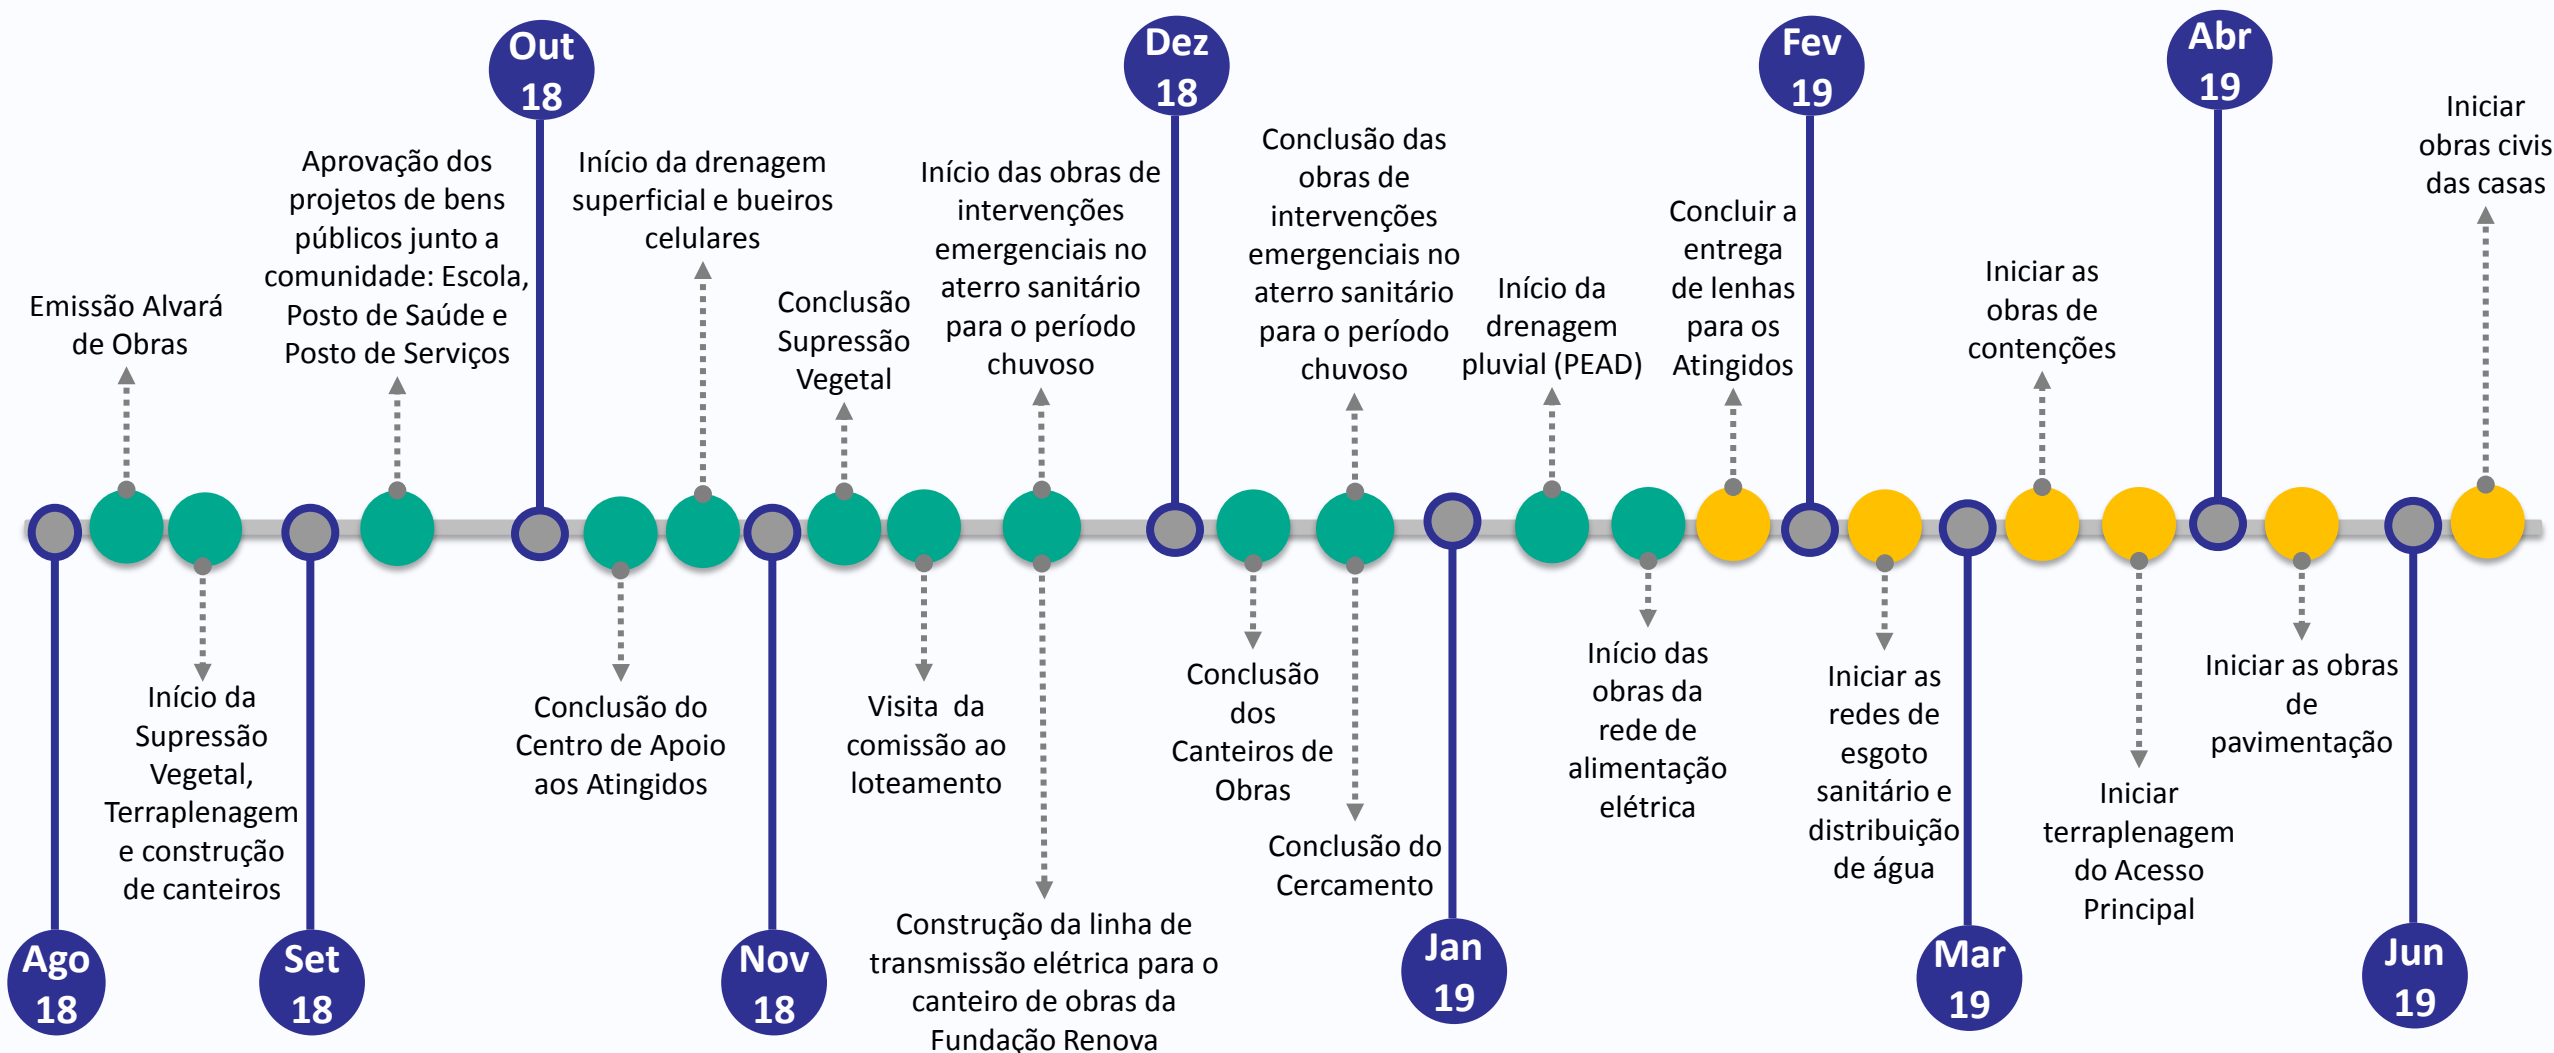 Out
18
Dez
18
Fev
19
Abr
19
Emissão Alvará
de Obras
Aprovação dos
projetos de bens
públicos junto a
comunidade: Escola,
Posto de Saúde e
Posto de Serviços
Início da drenagem
superficial e bueiros
celulares
Conclusão
Supressão
Vegetal
Início das obras de
intervenções
emergenciais no
aterro sanitário
para o período
chuvoso
Conclusão das
obras de
intervenções
emergenciais no
aterro sanitário
para o período
chuvoso
Início da
drenagem
pluvial (PEAD)
Concluir a
entrega
de lenhas
para os
Atingidos
Iniciar as
obras de
contenções
Iniciar
obras civis
das casas
Início da
Supressão
Vegetal,
Terraplenagem
e construção
de canteiros
Conclusão do
Centro de Apoio
aos Atingidos
Visita  da
comissão ao
loteamento
Construção da linha de
transmissão elétrica para o
canteiro de obras da
Fundação Renova
Conclusão
dos
Canteiros de
Obras
Conclusão do
Cercamento
Início das
obras da
rede de
alimentação
elétrica
Iniciar as
redes de
esgoto
sanitário e
distribuição
de água
Iniciar
terraplenagem
do Acesso
Principal
Iniciar as obras
de
pavimentação
Ago
18
Set
18
Nov
18
Jan
19
Mar
19
Jun
19